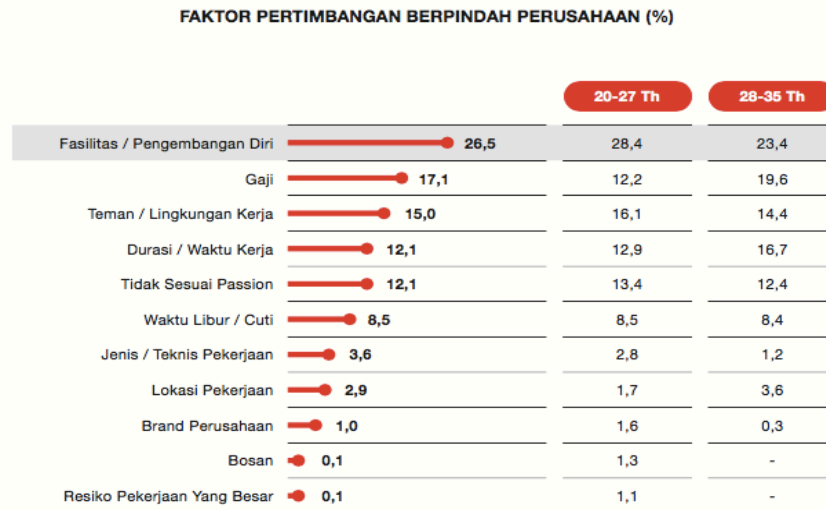 FAKTOR PERTIMBANGAN BERPINDAH PERUSAHAAN (%)
20-27 Th 28-35 Th
Fasilitas / Pengembangan Diri 26,5 28,4 23,4
Gaji 17,1 12,2 19,6
Teman / Lingkungan Kerja 15,0 16,1 14,4
Durasi / Waktu Kerja 12,1 12,9 16,7
Tidak Sesuai Passion 12,1 13,4 12,4
Waktu Libur / Cuti 8,5 8,5 8,4
Jenis / Teknis Pekerjaan 3,6 2,8 1,2
Lokasi Pekerjaan 2,9 1,7 3,6
Brand Perusahaan 1,0 1,6 0,3
Bosan 0,1 1,3 -
Resiko Pekerjaan Yang Besar 0,1 1,1 -